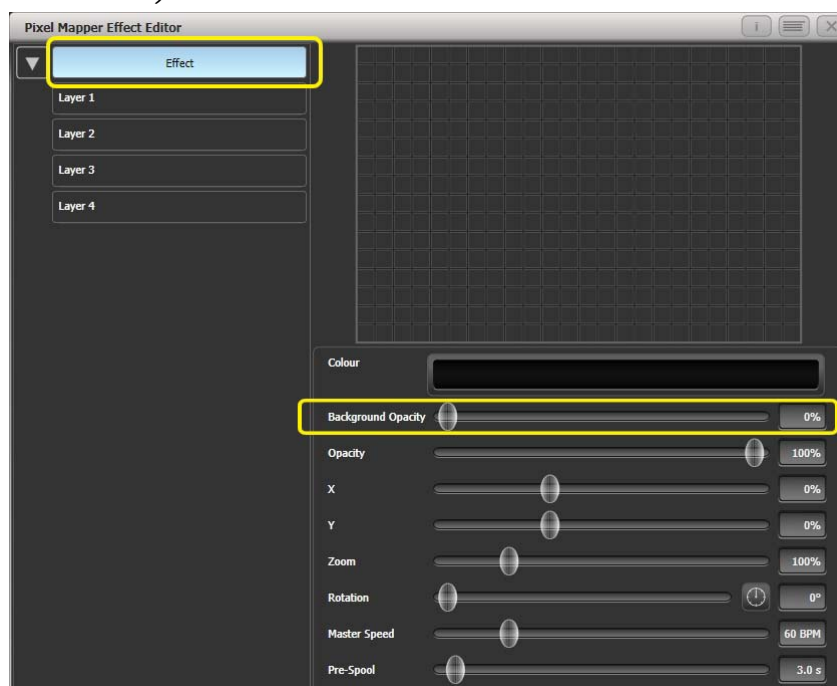 Pixel Mapper Effect Editor
Effect
Layer 1
Layer 2
Layer 3
Layer 4
Colour
Background Opacity 0%
Opacity 100%
X 0%
Y 0%
Zoom 100%
Rotation 0°
Master Speed 60 BPM
Pre-Spool 3.0 s